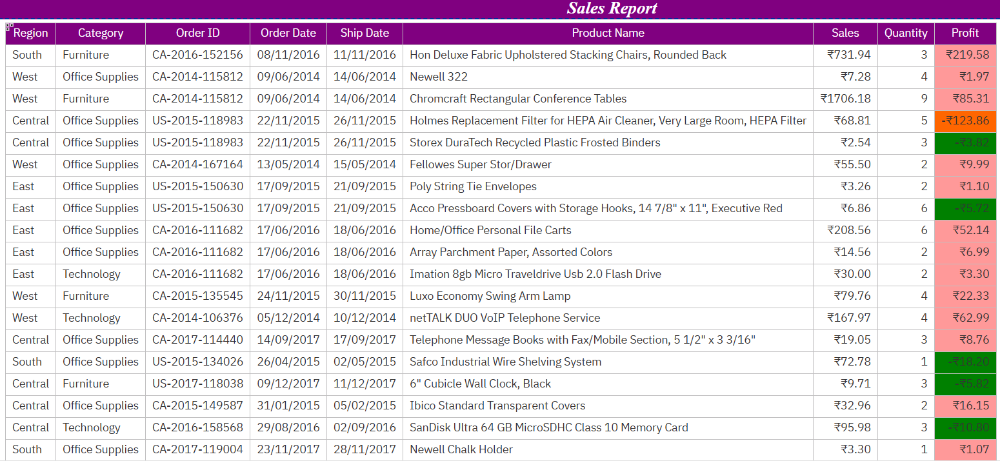 Sales Report
Region Category Order ID Order Date Ship Date Product Name Sales Quantity Profit
South Furniture CA-2016-152156 08/11/2016 11/11/2016 Hon Deluxe Fabric Upholstered Stacking Chairs, Rounded Back ₹731.94 3 ₹219.58
West Office Supplies CA-2014-115812 09/06/2014 14/06/2014 Newell 322 ₹7.28 4 ₹1.97
West Furniture CA-2014-115812 09/06/2014 14/06/2014 Chromcraft Rectangular Conference Tables ₹1706.18 9 ₹85.31
Central Office Supplies US-2015-118983 22/11/2015 26/11/2015 Holmes Replacement Filter for HEPA Air Cleaner, Very Large Room, HEPA Filter ₹68.81 5 -₹123.86
Central Office Supplies US-2015-118983 22/11/2015 26/11/2015 Storex DuraTech Recycled Plastic Frosted Binders ₹2.54 3 -₹3.82
West Office Supplies CA-2014-167164 13/05/2014 15/05/2014 Fellowes Super Stor/Drawer ₹55.50 2 ₹9.99
East Office Supplies US-2015-150630 17/09/2015 21/09/2015 Poly String Tie Envelopes ₹3.26 2 ₹1.10
East Office Supplies US-2015-150630 17/09/2015 21/09/2015 Acco Pressboard Covers with Storage Hooks, 14 7/8" x 11", Executive Red ₹6.86 6 -₹5.72
East Office Supplies CA-2016-111682 17/06/2016 18/06/2016 Home/Office Personal File Carts ₹208.56 6 ₹52.14
East Office Supplies CA-2016-111682 17/06/2016 18/06/2016 Array Parchment Paper, Assorted Colors ₹14.56 2 ₹6.99
East Technology CA-2016-111682 17/06/2016 18/06/2016 Imation 8gb Micro Traveldrive Usb 2.0 Flash Drive ₹30.00 2 ₹3.30
West Furniture CA-2015-135545 24/11/2015 30/11/2015 Luxo Economy Swing Arm Lamp ₹79.76 4 ₹22.33
West Technology CA-2014-106376 05/12/2014 10/12/2014 netTALK DUO VoIP Telephone Service ₹167.97 4 ₹62.99
Central Office Supplies CA-2017-114440 14/09/2017 17/09/2017 Telephone Message Books with Fax/Mobile Section, 5 1/2" x 3 3/16" ₹19.05 3 ₹8.76
South Office Supplies US-2015-134026 26/04/2015 02/05/2015 Safco Industrial Wire Shelving System ₹72.78 1 -₹18.20
Central Furniture US-2017-118038 09/12/2017 11/12/2017 6" Cubicle Wall Clock, Black ₹9.71 3 -₹5.82
Central Office Supplies CA-2015-149587 31/01/2015 05/02/2015 Ibico Standard Transparent Covers ₹32.96 2 ₹16.15
Central Technology CA-2016-158568 29/08/2016 02/09/2016 SanDisk Ultra 64 GB MicroSDHC Class 10 Memory Card ₹95.98 3 -₹10.80
South Office Supplies CA-2017-119004 23/11/2017 28/11/2017 Newell Chalk Holder ₹3.30 1 ₹1.07